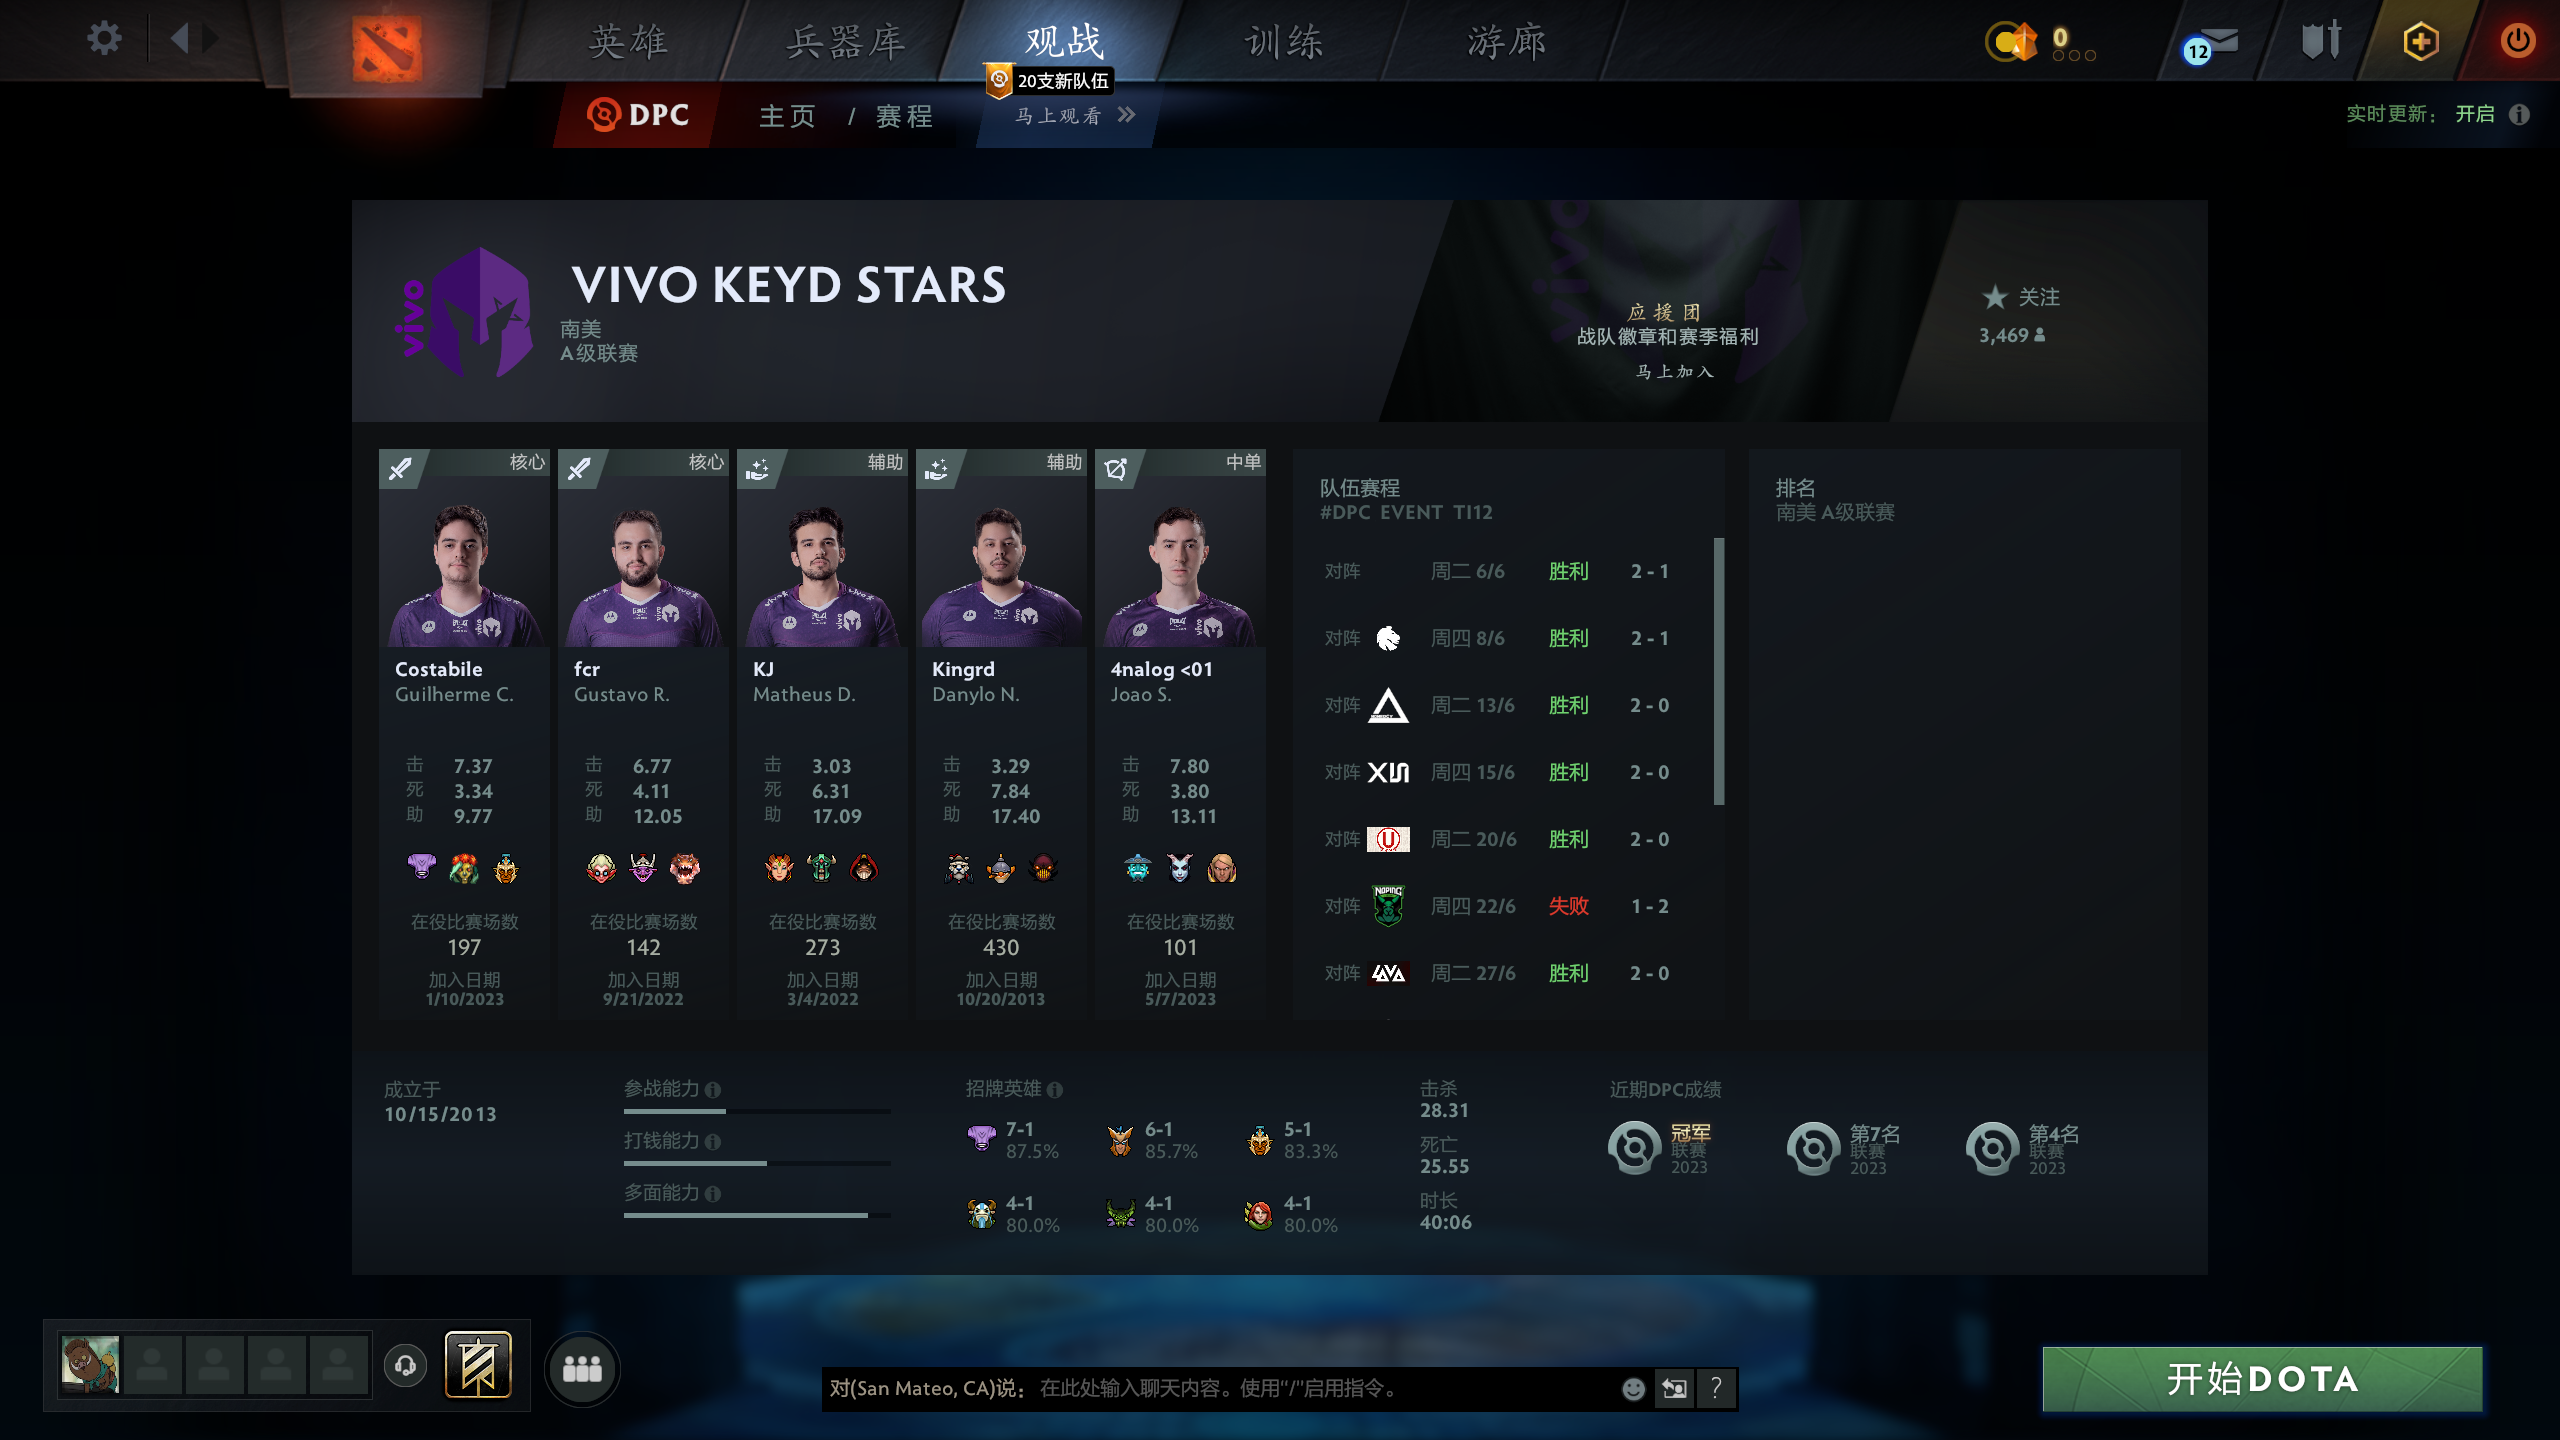 英雄
兵器库
观战
训练
游廊
0
12
20支新队伍
DPC
主页 / 赛程
马上观看
实时更新： 开启
VIVO KEYD STARS
南美
A级联赛
vivo
应援团
战队徽章和赛季福利
马上加入
关注
3,469
核心
核心
辅助
辅助
中单
Costabile
Guilherme C.
击 7.37
死 3.34
助 9.77
在役比赛场数
197
加入日期
1/10/2023
fcr
Gustavo R.
击 6.77
死 4.11
助 12.05
在役比赛场数
142
加入日期
9/21/2022
KJ
Matheus D.
击 3.03
死 6.31
助 17.09
在役比赛场数
273
加入日期
3/4/2022
Kingrd
Danylo N.
击 3.29
死 7.84
助 17.40
在役比赛场数
430
加入日期
10/20/2013
4nalog <01
Joao S.
击 7.80
死 3.80
助 13.11
在役比赛场数
101
加入日期
5/7/2023
队伍赛程
#DPC EVENT TI12
对阵 周二 6/6 胜利 2 - 1
对阵 周四 8/6 胜利 2 - 1
对阵 周二 13/6 胜利 2 - 0
对阵 周四 15/6 胜利 2 - 0
对阵 周二 20/6 胜利 2 - 0
对阵 NOPING 周四 22/6 失败 1 - 2
对阵 周二 27/6 胜利 2 - 0
排名
南美 A级联赛
成立于
10/15/2013
参战能力
打钱能力
多面能力
招牌英雄
7-1
87.5%
6-1
85.7%
5-1
83.3%
4-1
80.0%
4-1
80.0%
4-1
80.0%
击杀
28.31
死亡
25.55
时长
40:06
近期DPC成绩
冠军
联赛
2023
第7名
联赛
2023
第4名
联赛
2023
对(San Mateo, CA)说： 在此处输入聊天内容。使用“/”启用指令。
?
开始DOTA